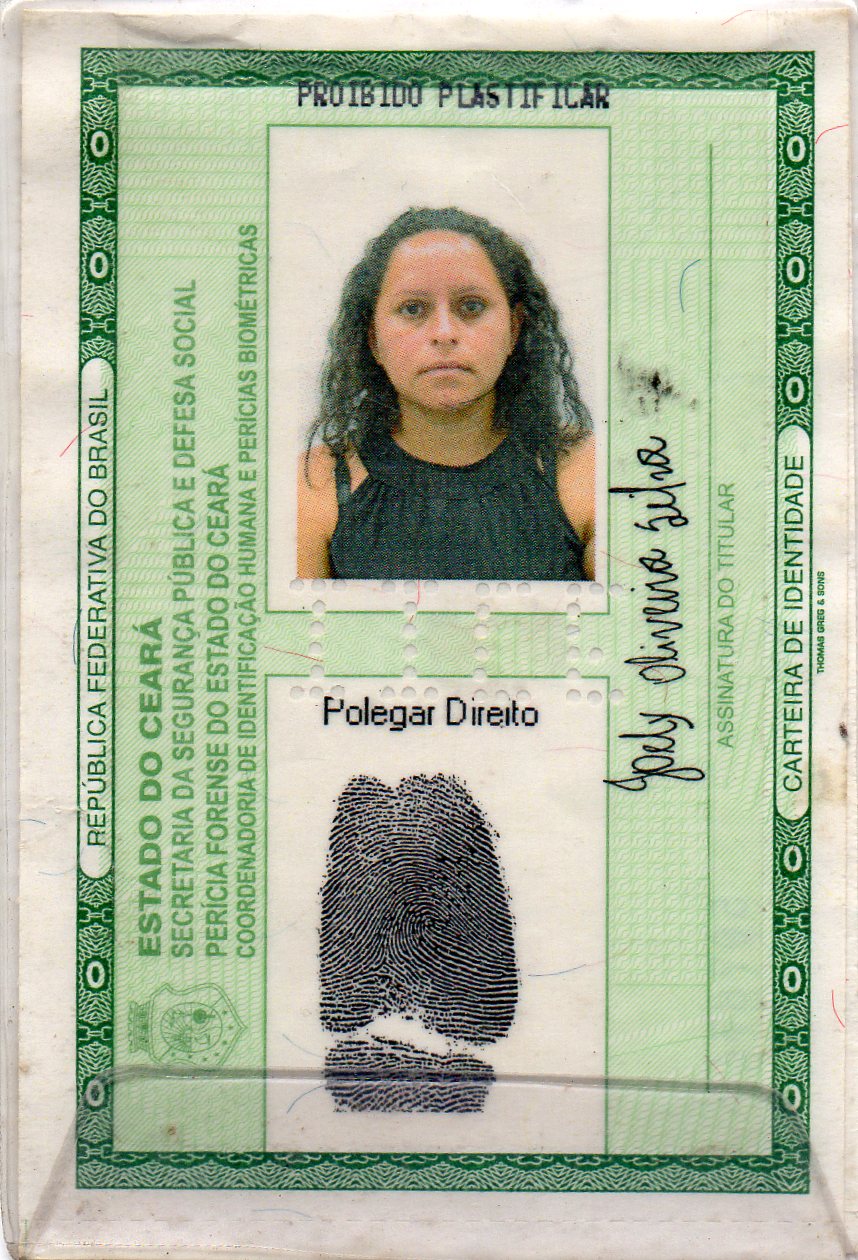 PROIBIDO PLASTIFICAR
REPÚBLICA FEDERATIVA DO BRASIL
ESTADO DO CEARÁ
SECRETARIA DA SEGURANÇA PÚBLICA E DEFESA SOCIAL
PERÍCIA FORENSE DO ESTADO DO CEARÁ
COORDENADORIA DE IDENTIFICAÇÃO HUMANA E PERÍCIAS BIOMÉTRICAS
Polegar Direito
Oliveira Silva
ASSINATURA DO TITULAR
CARTEIRA DE IDENTIDADE
THOMAS GREG & SONS